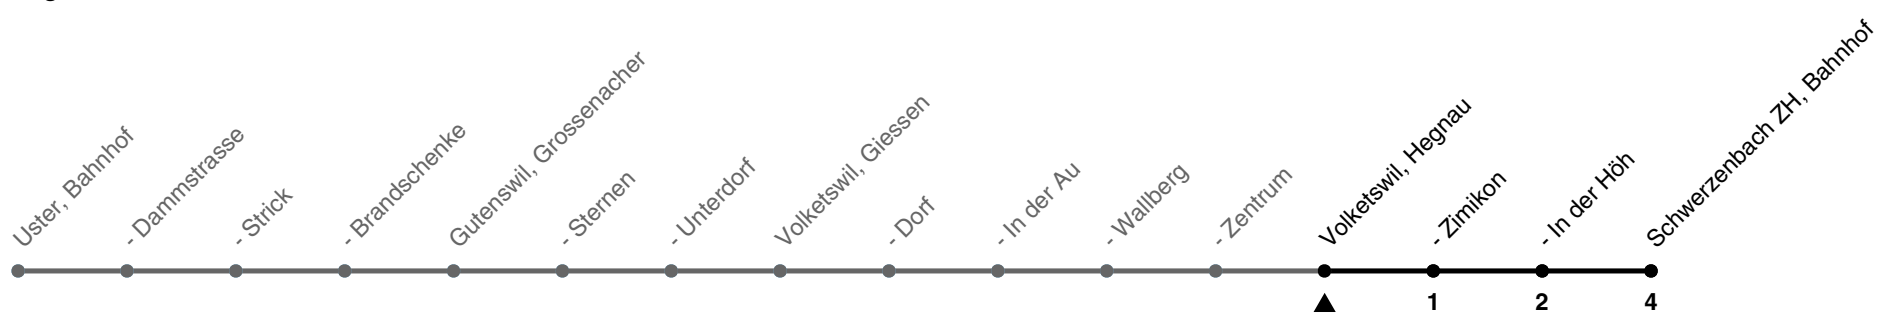 Uster, Bahnhof
- Dammstrasse
- Strick
- Brandschenke
Gutenswil, Grossenacher
- Sternen
- Unterdorf
Volketswil, Giessen
- Dorf
- In der Au
- Wallberg
- Zentrum
Volketswil, Hegnau
- Zimikon
- In der Höh
Schwerzenbach ZH, Bahnhof
1 2 4